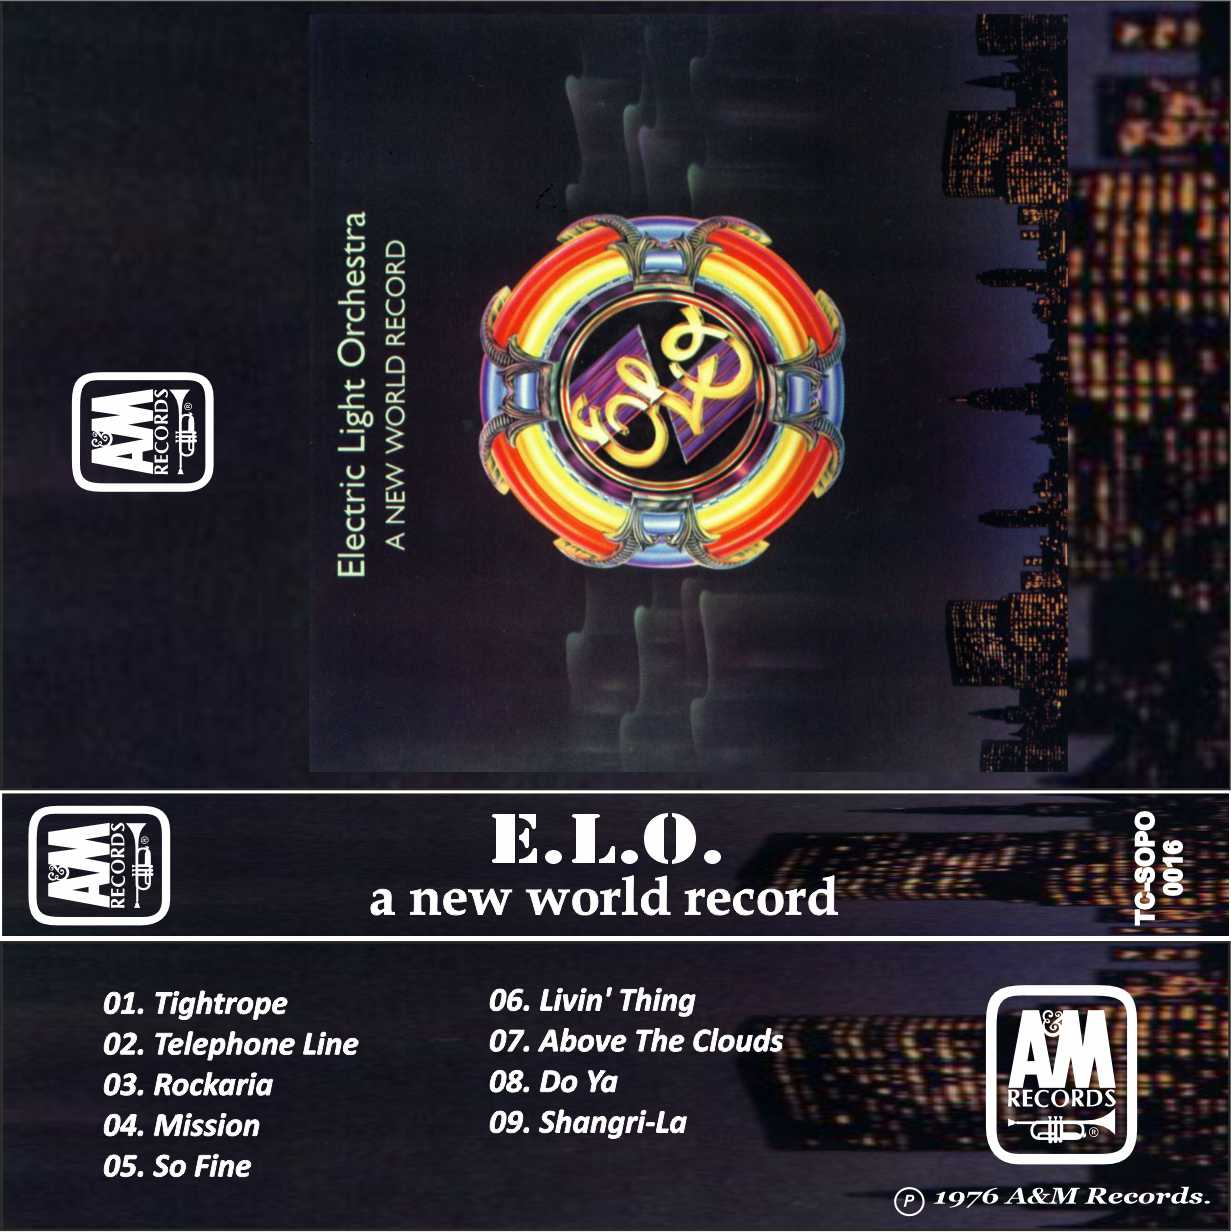 Electric Light Orchestra
A NEW WORLD RECORD
A&M
RECORDS
®
A&M
RECORDS
®
E.L.O.
a new world record
TC-SOPO
0016
01. Tightrope
02. Telephone Line
03. Rockaria
04. Mission
05. So Fine
06. Livin' Thing
07. Above The Clouds
08. Do Ya
09. Shangri-La
A&M
RECORDS
®
Ⓟ 1976 A&M Records.